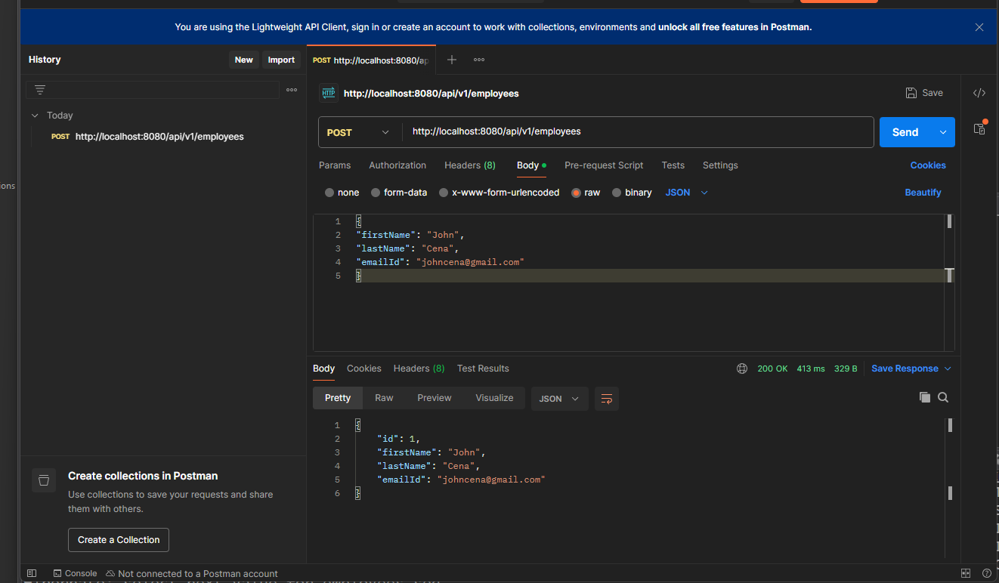 You are using the Lightweight API Client, sign in or create an account to work with collections, environments and unlock all free features in Postman.
History
New
Import
POST http://localhost:8080/ap
HTTP
http://localhost:8080/api/v1/employees
Save
Today
POST http://localhost:8080/api/v1/employees
POST
http://localhost:8080/api/v1/employees
Send
Params
Authorization
Headers (8)
Body
Pre-request Script
Tests
Settings
Cookies
ions
none
form-data
x-www-form-urlencoded
raw
binary
JSON
Beautify
1 {
2 "firstName": "John",
3 "lastName": "Cena",
4 "emailId": "johncena@gmail.com"
5 }
Body
Cookies
Headers (8)
Test Results
200 OK
413 ms
329 B
Save Response
Pretty
Raw
Preview
Visualize
JSON
1 {
2 "id": 1,
3 "firstName": "John",
4 "lastName": "Cena",
5 "emailId": "johncena@gmail.com"
6 }
Create collections in Postman
Use collections to save your requests and share
them with others.
Create a Collection
Console
Not connected to a Postman account